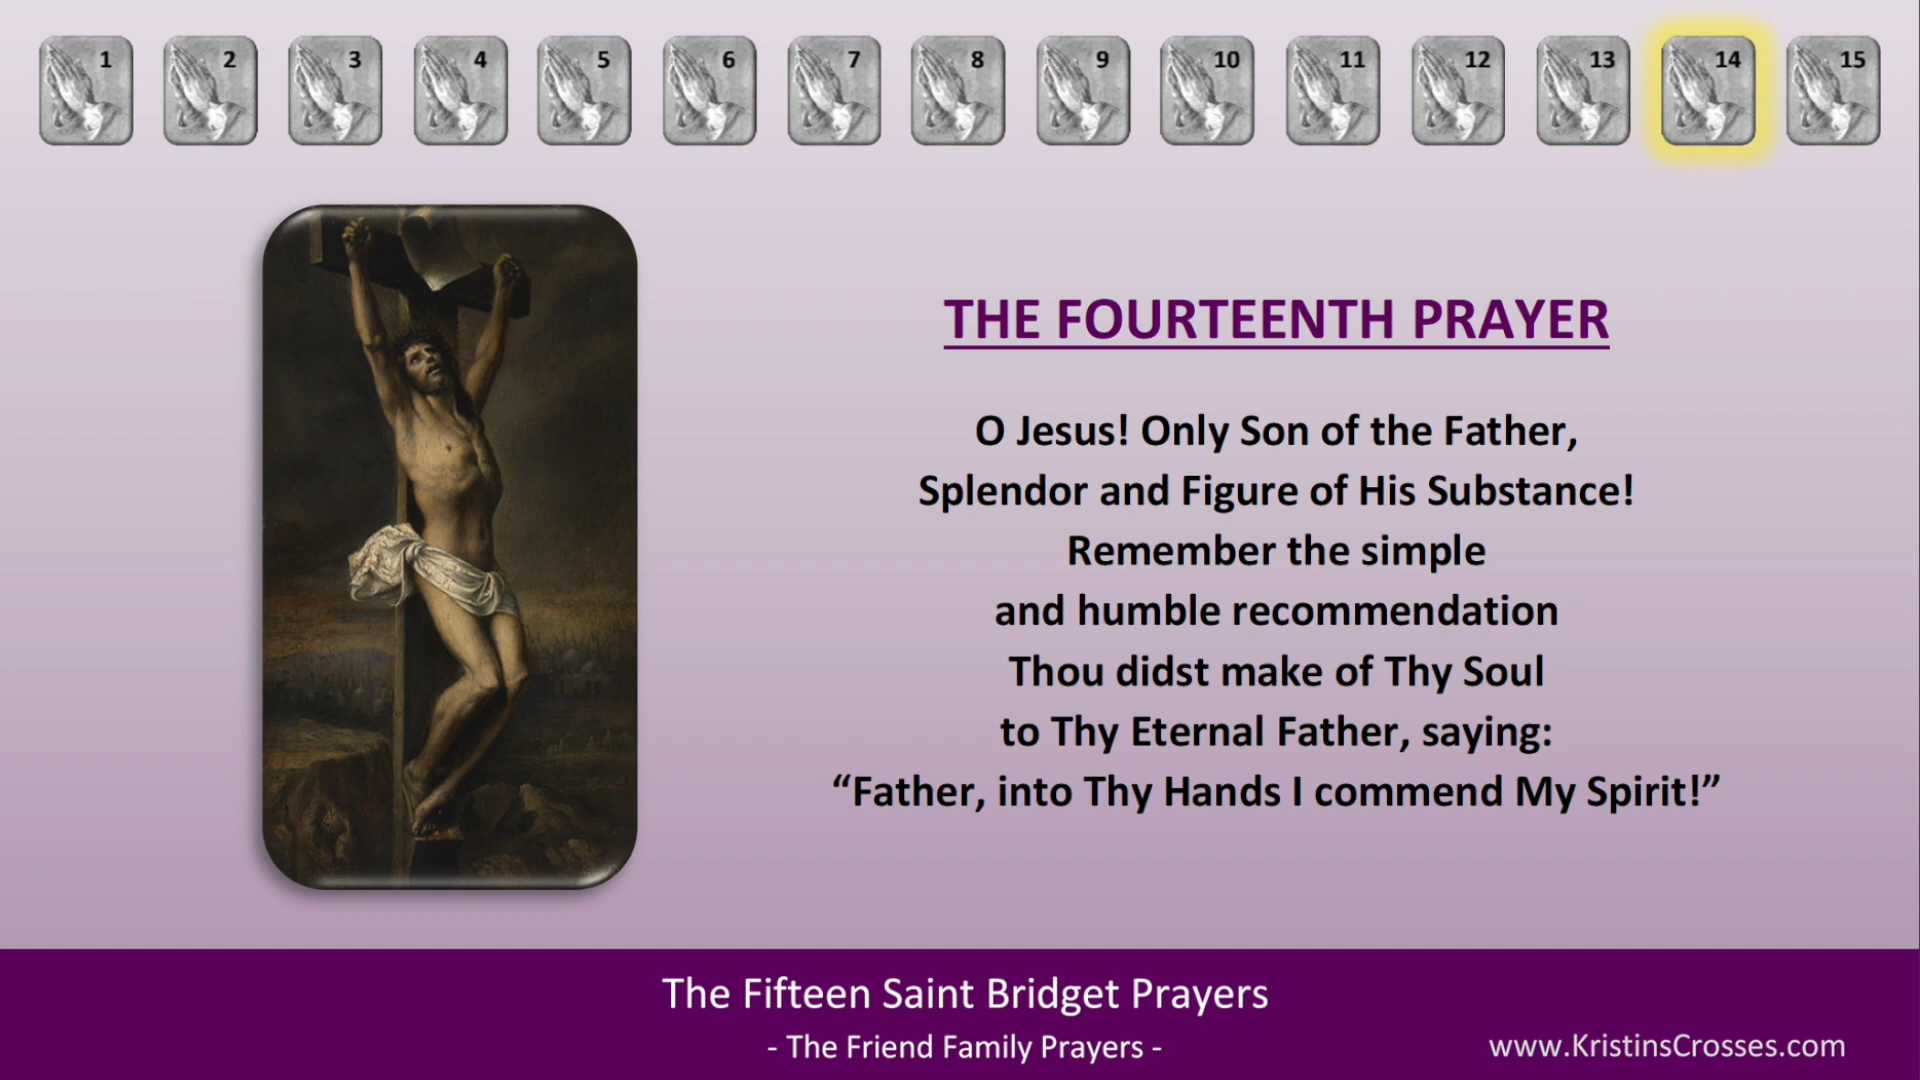 1 2 3 4 5 6 7 8 9 10 11 12 13 14 15
THE FOURTEENTH PRAYER
O Jesus! Only Son of the Father,
Splendor and Figure of His Substance!
Remember the simple
and humble recommendation
Thou didst make of Thy Soul
to Thy Eternal Father, saying:
“Father, into Thy Hands I commend My Spirit!”
The Fifteen Saint Bridget Prayers
- The Friend Family Prayers -
www.KristinsCrosses.com